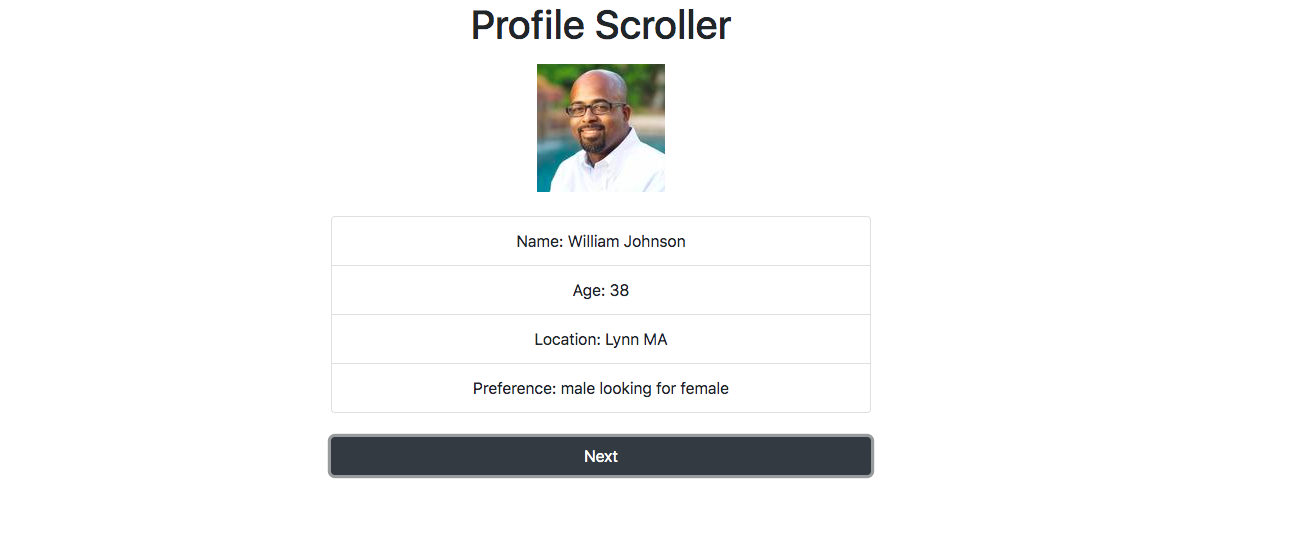 Profile Scroller
Name: William Johnson
Age: 38
Location: Lynn MA
Preference: male looking for female
Next